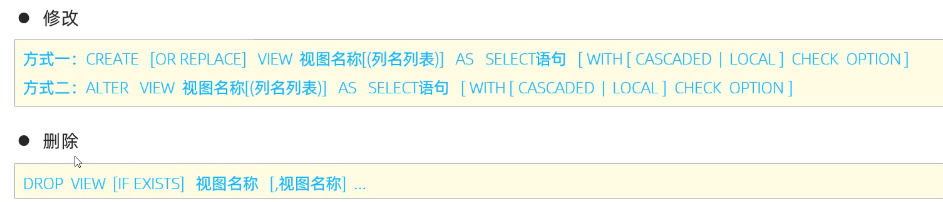 ● 修改
方式一：CREATE [OR REPLACE] VIEW 视图名称[(列名列表)] AS SELECT语句 [ WITH [ CASCADED | LOCAL ] CHECK OPTION ]
方式二：ALTER VIEW 视图名称[(列名列表)] AS SELECT语句 [ WITH [ CASCADED | LOCAL ] CHECK OPTION ]
● 删除
DROP VIEW [IF EXISTS] 视图名称 [,视图名称] ...